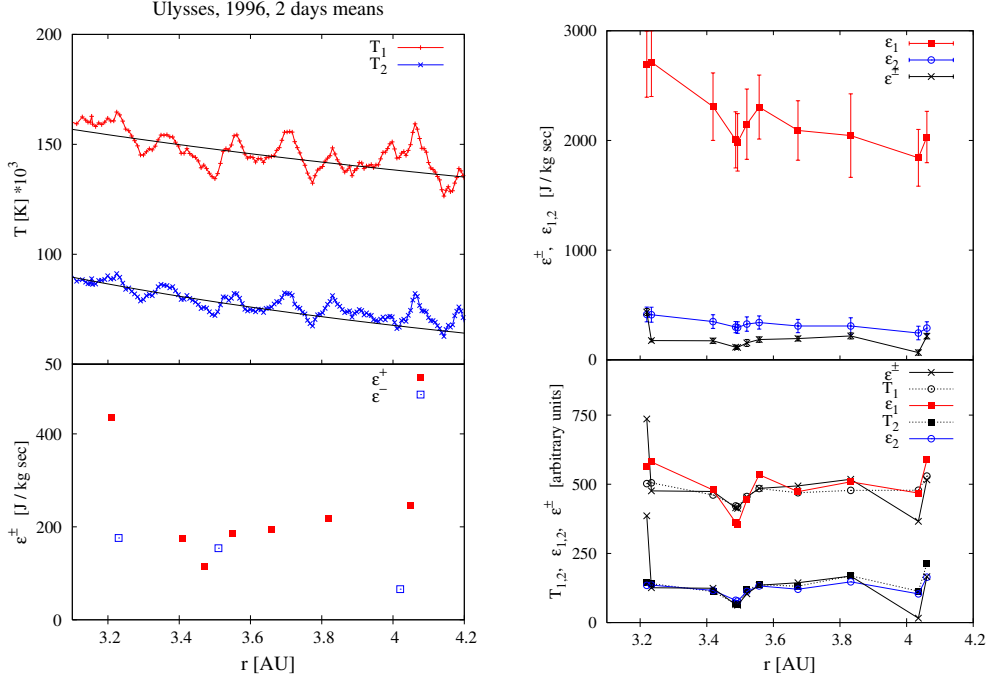 Ulysses, 1996, 2 days means
T [K] *10³
200
150
100
50
T₁
T₂
ε± [J / kg sec]
400
200
0
ε⁺
ε⁻
3.2 3.4 3.6 3.8 4 4.2
r [AU]
ε±, ε₁,₂ [J / kg sec]
3000
2000
1000
0
ε₁
ε₂
ε±
T₁,₂, ε₁,₂, ε± [arbitrary units]
750
500
250
0
ε±
T₁
ε₁
T₂
ε₂
3 3.2 3.4 3.6 3.8 4 4.2
r [AU]